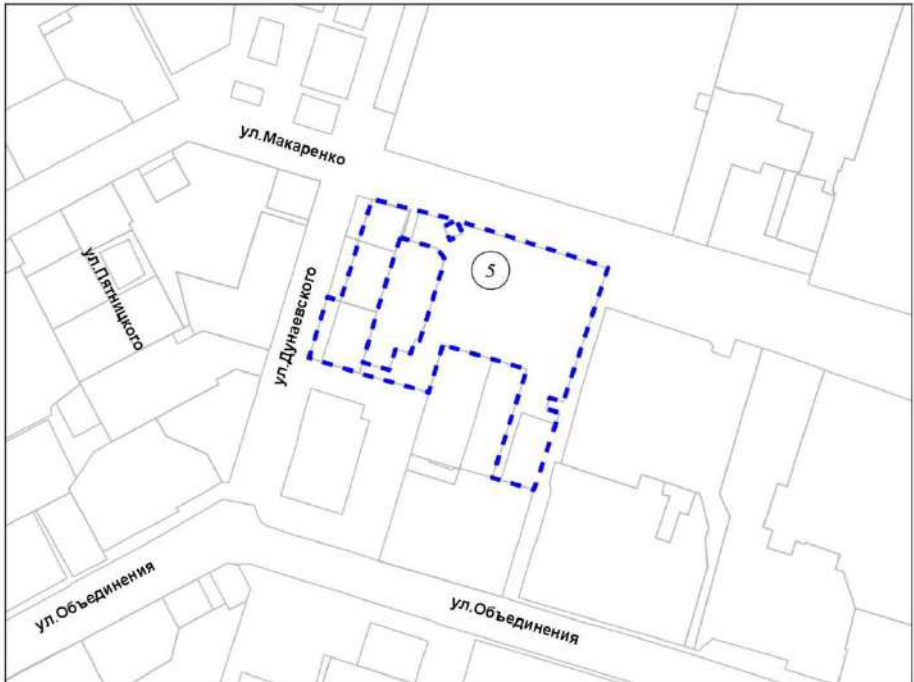 ул.Макаренко
ул.Пятницкого
ул.Дунаевского
5
ул.Объединения
ул.Объединения